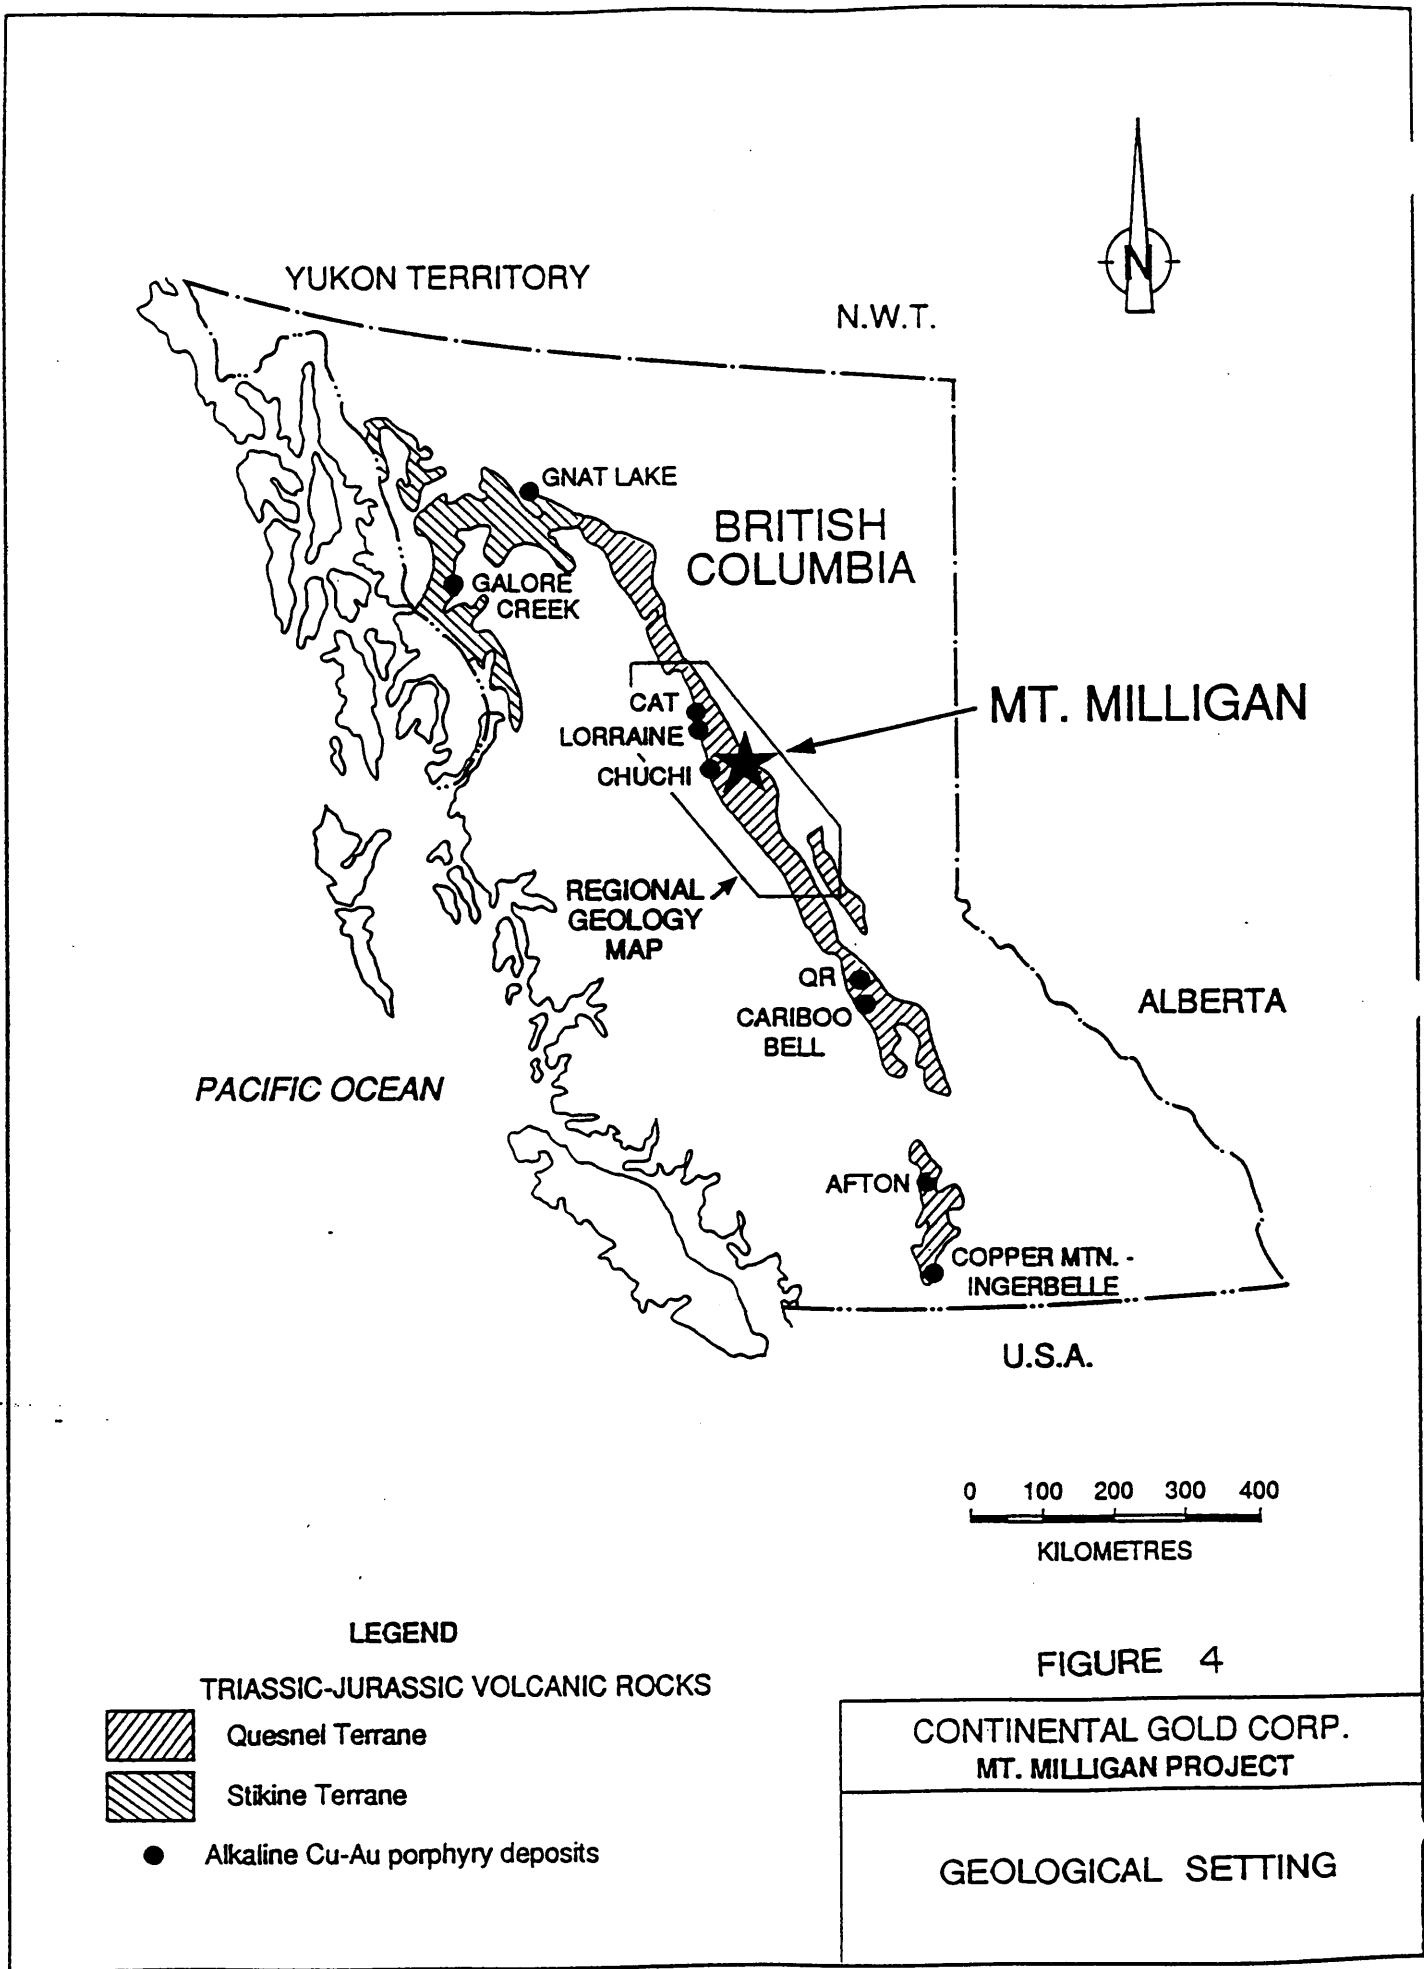 N
YUKON TERRITORY
N.W.T.
GNAT LAKE
BRITISH
COLUMBIA
GALORE
CREEK
CAT
LORRAINE
CHUCHI
MT. MILLIGAN
REGIONAL
GEOLOGY
MAP
QR
CARIBOO
BELL
ALBERTA
PACIFIC OCEAN
AFTON
COPPER MTN. -
INGERBELLE
U.S.A.
0 100 200 300 400
KILOMETRES
LEGEND
TRIASSIC-JURASSIC VOLCANIC ROCKS
Quesnel Terrane
Stikine Terrane
Alkaline Cu-Au porphyry deposits
FIGURE 4
CONTINENTAL GOLD CORP.
MT. MILLIGAN PROJECT
GEOLOGICAL SETTING